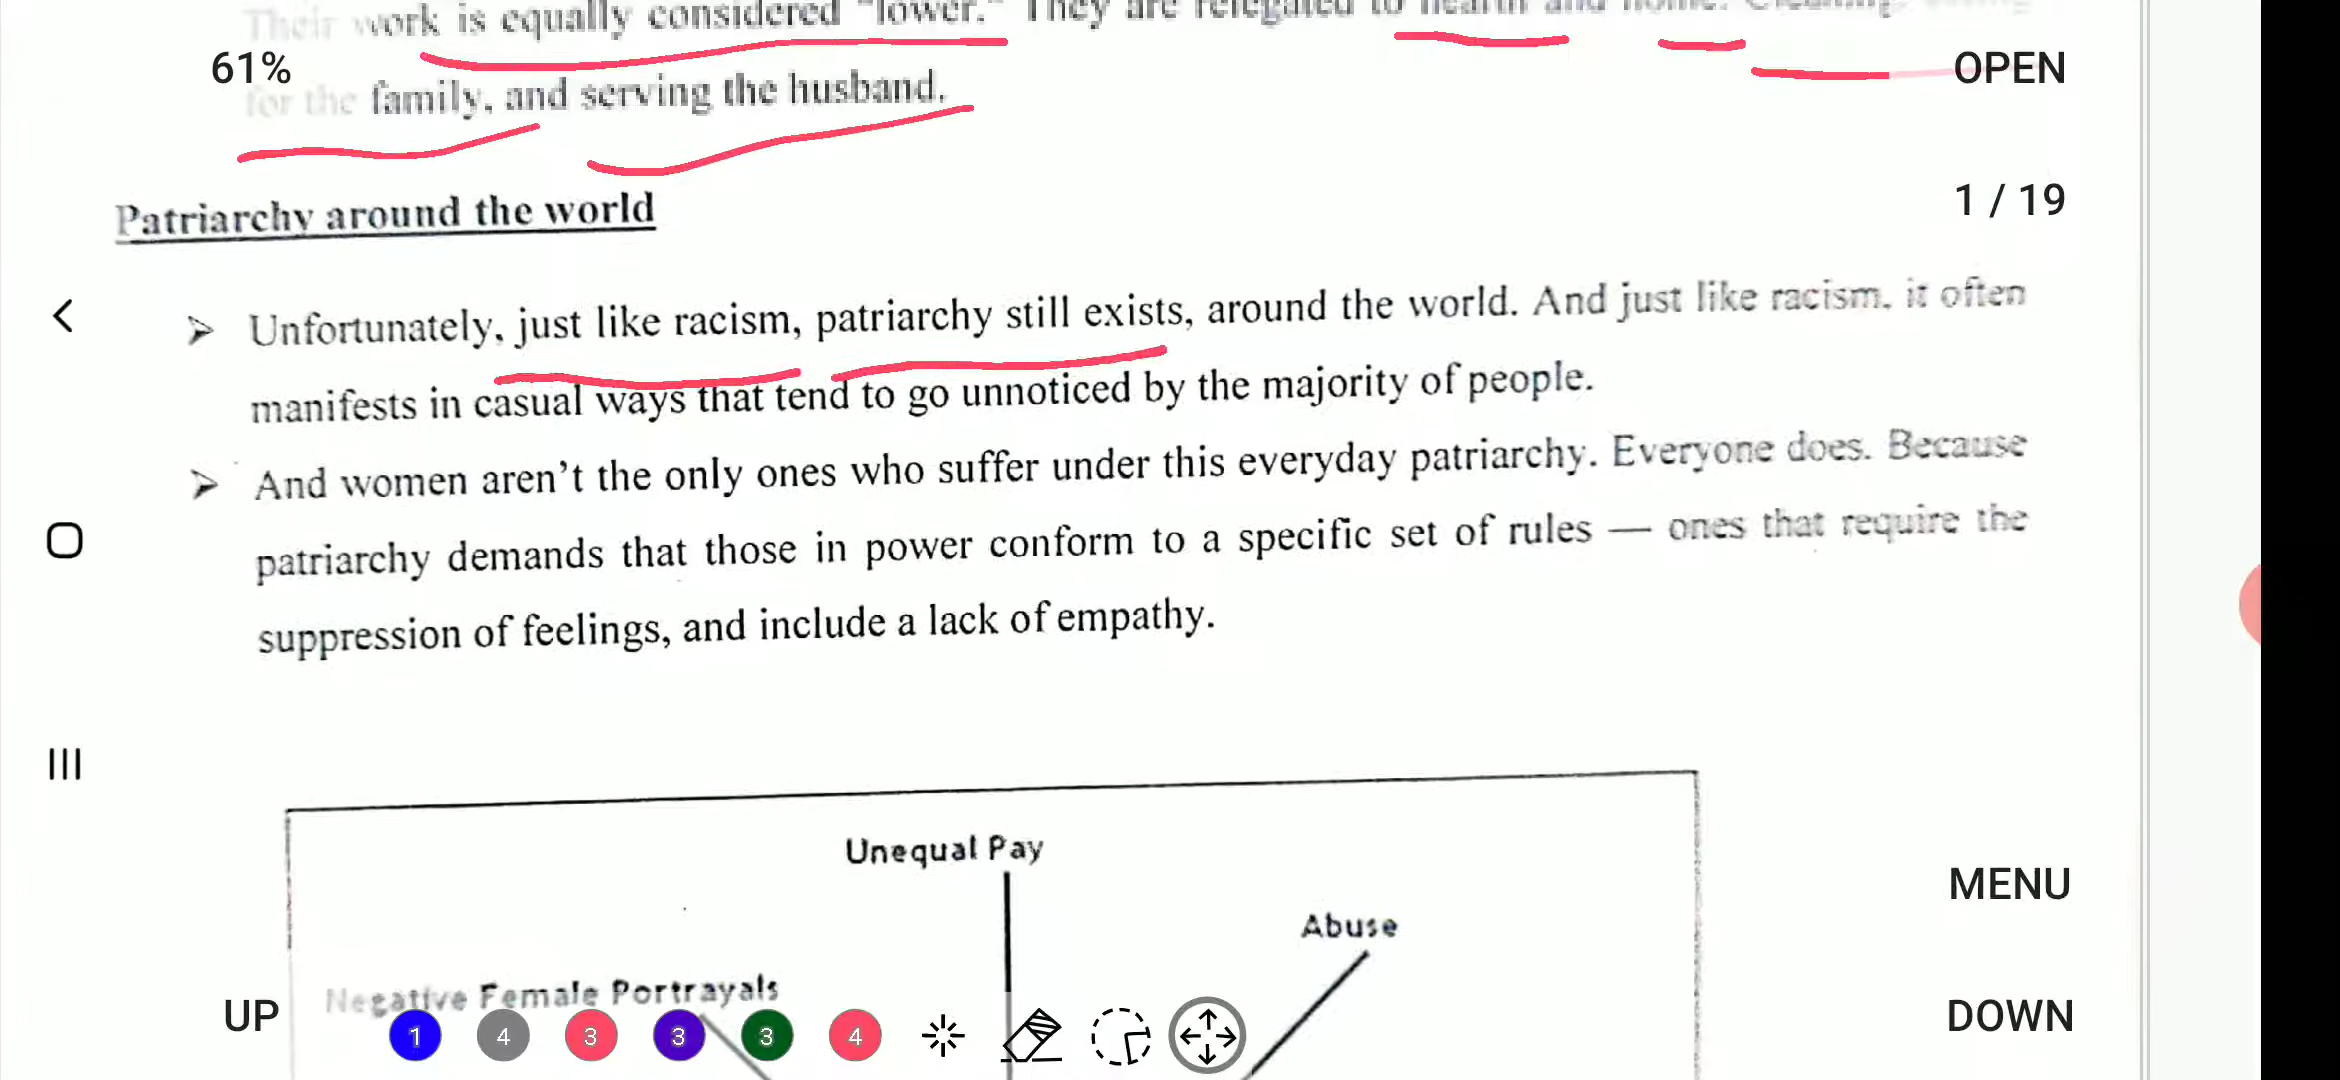 Their work is equally considered "lower." They are relegated to hearth and home. Cleaning,
61%
OPEN
for the family, and serving the husband.
1 / 19
Patriarchy around the world
➢ Unfortunately, just like racism, patriarchy still exists, around the world. And just like racism, it often
manifests in casual ways that tend to go unnoticed by the majority of people.
➢ And women aren't the only ones who suffer under this everyday patriarchy. Everyone does. Because
patriarchy demands that those in power conform to a specific set of rules — ones that require the
suppression of feelings, and include a lack of empathy.
Unequal Pay
MENU
Abuse
Negative Female Portrayals
UP
DOWN
1 4 3 3 3 4